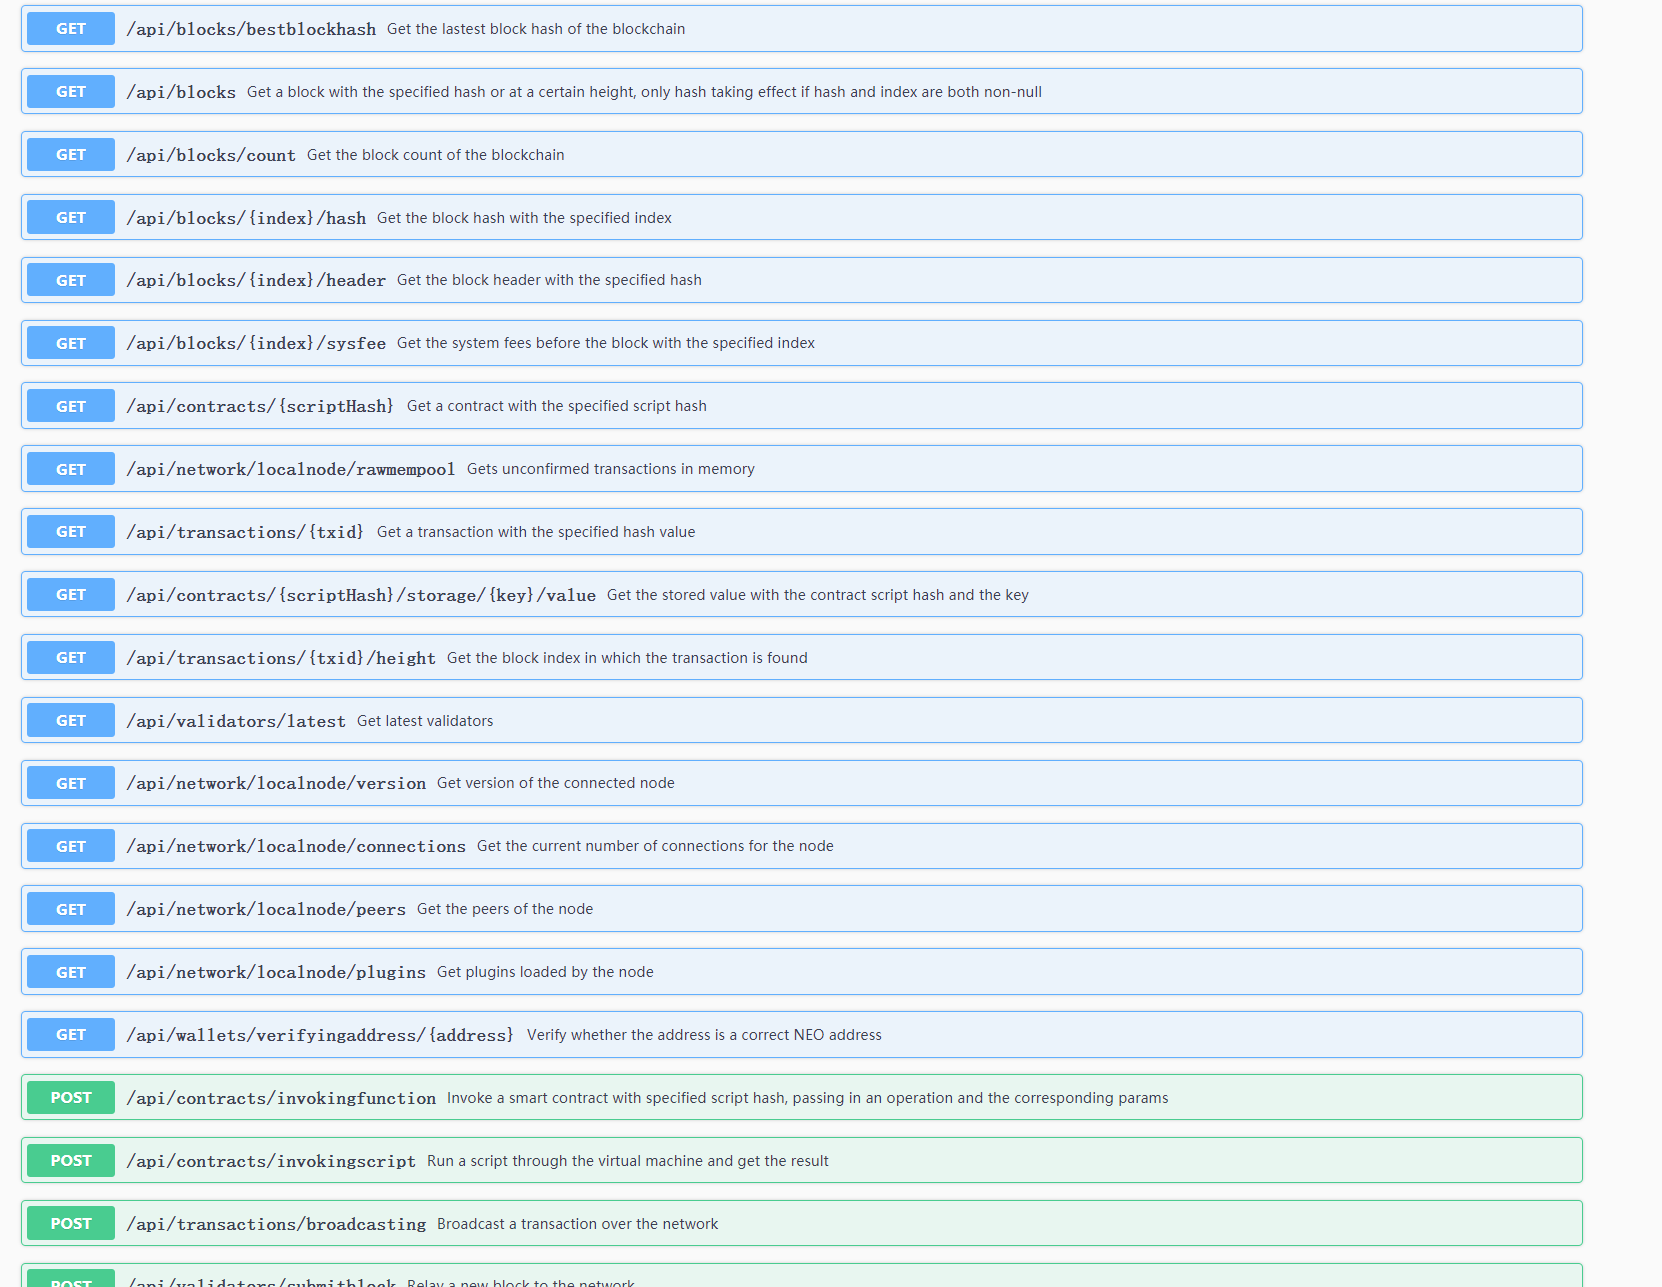 GET /api/blocks/bestblockhash Get the lastest block hash of the blockchain
GET /api/blocks Get a block with the specified hash or at a certain height, only hash taking effect if hash and index are both non-null
GET /api/blocks/count Get the block count of the blockchain
GET /api/blocks/{index}/hash Get the block hash with the specified index
GET /api/blocks/{index}/header Get the block header with the specified hash
GET /api/blocks/{index}/sysfee Get the system fees before the block with the specified index
GET /api/contracts/{scriptHash} Get a contract with the specified script hash
GET /api/network/localnode/rawmempool Gets unconfirmed transactions in memory
GET /api/transactions/{txid} Get a transaction with the specified hash value
GET /api/contracts/{scriptHash}/storage/{key}/value Get the stored value with the contract script hash and the key
GET /api/transactions/{txid}/height Get the block index in which the transaction is found
GET /api/validators/latest Get latest validators
GET /api/network/localnode/version Get version of the connected node
GET /api/network/localnode/connections Get the current number of connections for the node
GET /api/network/localnode/peers Get the peers of the node
GET /api/network/localnode/plugins Get plugins loaded by the node
GET /api/wallets/verifyingaddress/{address} Verify whether the address is a correct NEO address
POST /api/contracts/invokingfunction Invoke a smart contract with specified script hash, passing in an operation and the corresponding params
POST /api/contracts/invokingscript Run a script through the virtual machine and get the result
POST /api/transactions/broadcasting Broadcast a transaction over the network
POST /api/validators/submitblock Relay a new block to the network